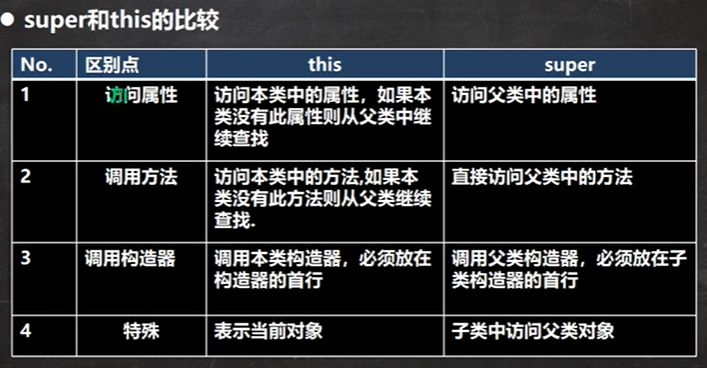 ● super和this的比较
No. 区别点 this super
1 访问属性 访问本类中的属性，如果本 访问父类中的属性
类没有此属性则从父类中继
续查找
2 调用方法 访问本类中的方法,如果本 直接访问父类中的方法
类没有此方法则从父类继续
查找.
3 调用构造器 调用本类构造器，必须放在 调用父类构造器，必须放在子
构造器的首行 类构造器的首行
4 特殊 表示当前对象 子类中访问父类对象